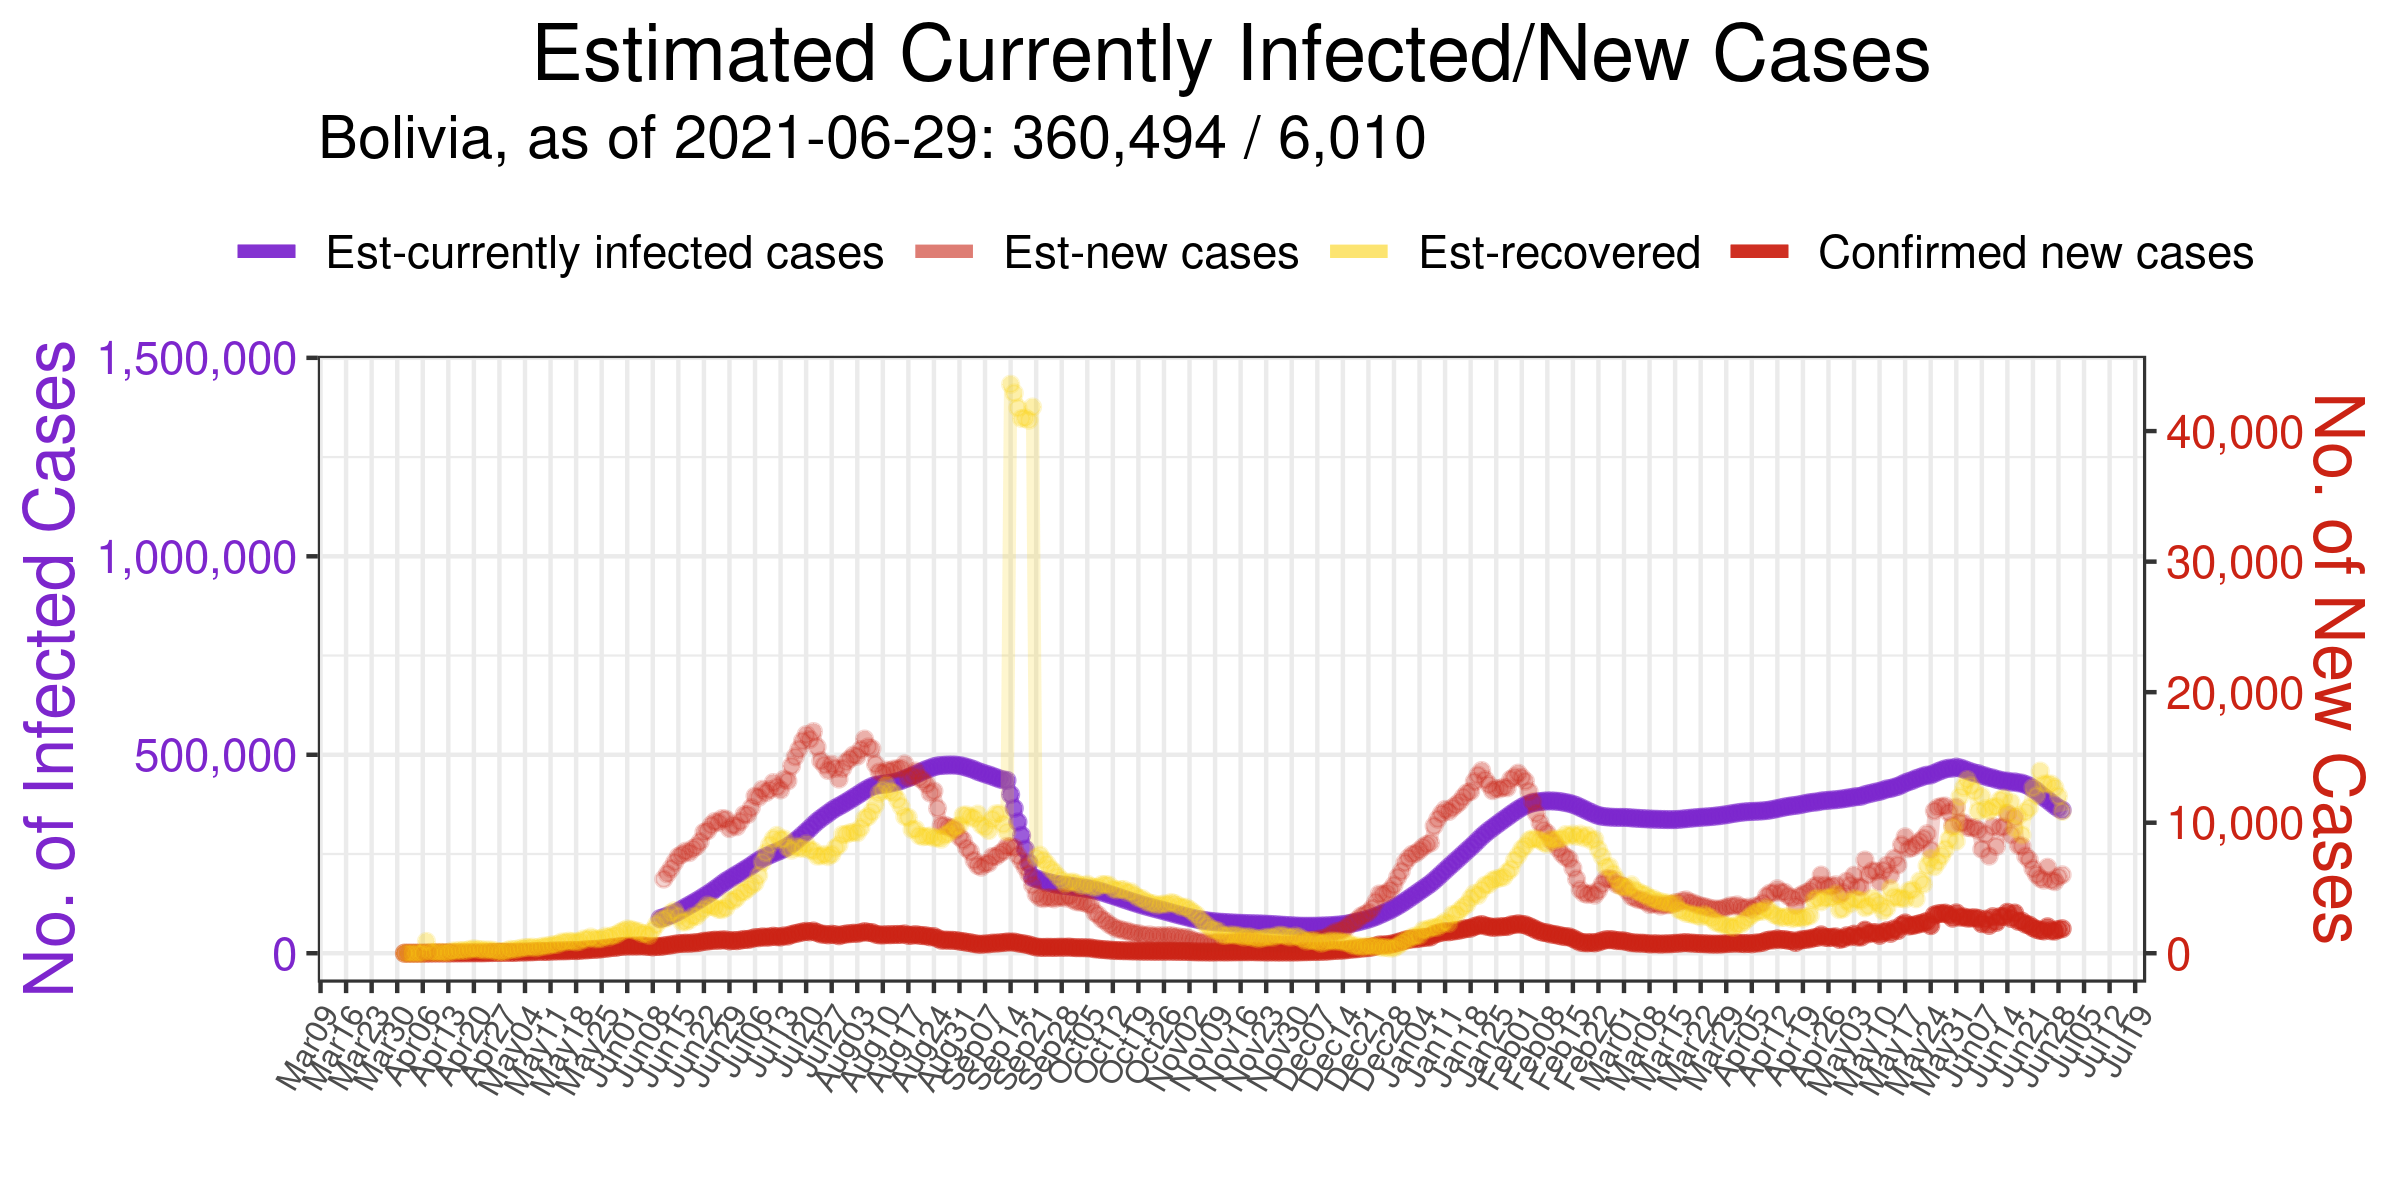 Estimated Currently Infected/New Cases
Bolivia, as of 2021-06-29: 360,494 / 6,010
Est-currently infected cases
Est-new cases
Est-recovered
Confirmed new cases
No. of Infected Cases
1,500,000
1,000,000
500,000
0
No. of New Cases
40,000
30,000
20,000
10,000
0
Mar09
Mar16
Mar23
Mar30
Apr06
Apr13
Apr20
Apr27
May04
May11
May18
May25
Jun01
Jun08
Jun15
Jun22
Jun29
Jul06
Jul13
Jul20
Jul27
Aug03
Aug10
Aug17
Aug24
Aug31
Sep07
Sep14
Sep21
Sep28
Oct05
Oct12
Oct19
Oct26
Nov02
Nov09
Nov16
Nov23
Nov30
Dec07
Dec14
Dec21
Dec28
Jan04
Jan11
Jan18
Jan25
Feb01
Feb08
Feb15
Feb22
Mar01
Mar08
Mar15
Mar22
Mar29
Apr05
Apr12
Apr19
Apr26
May03
May10
May17
May24
May31
Jun07
Jun14
Jun21
Jun28
Jul05
Jul12
Jul19